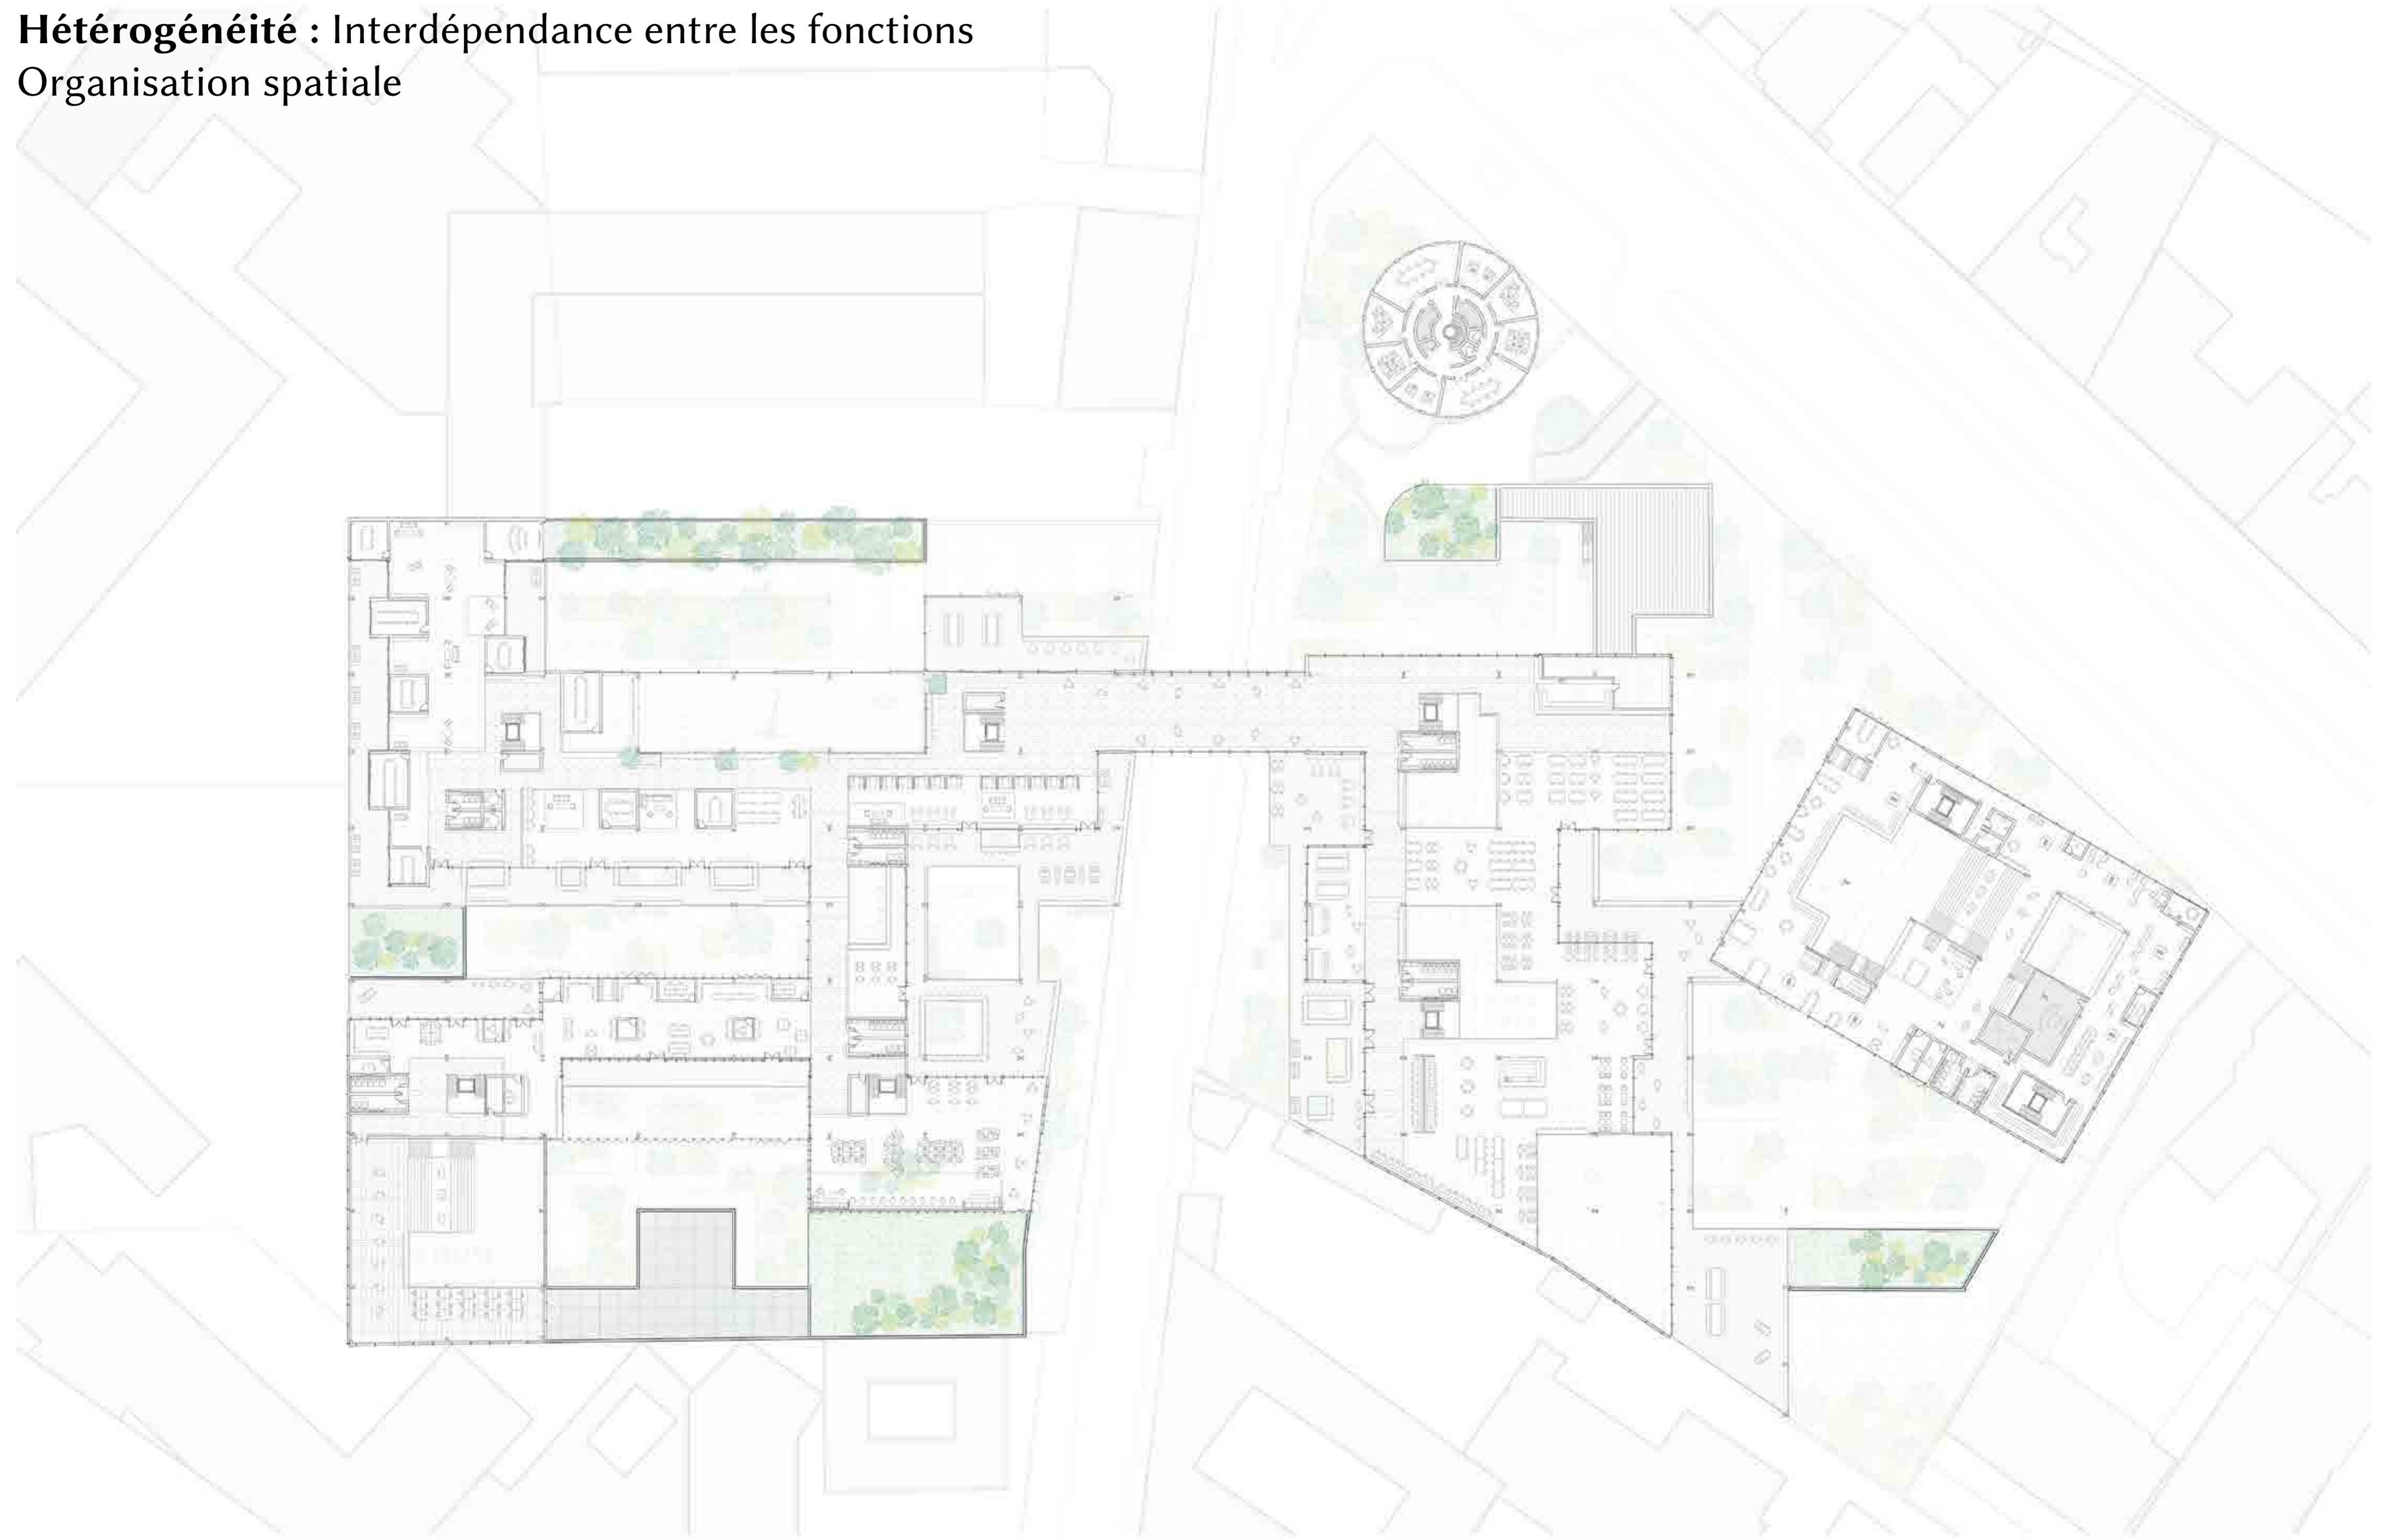 Hétérogénéité : Interdépendance entre les fonctions
Organisation spatiale